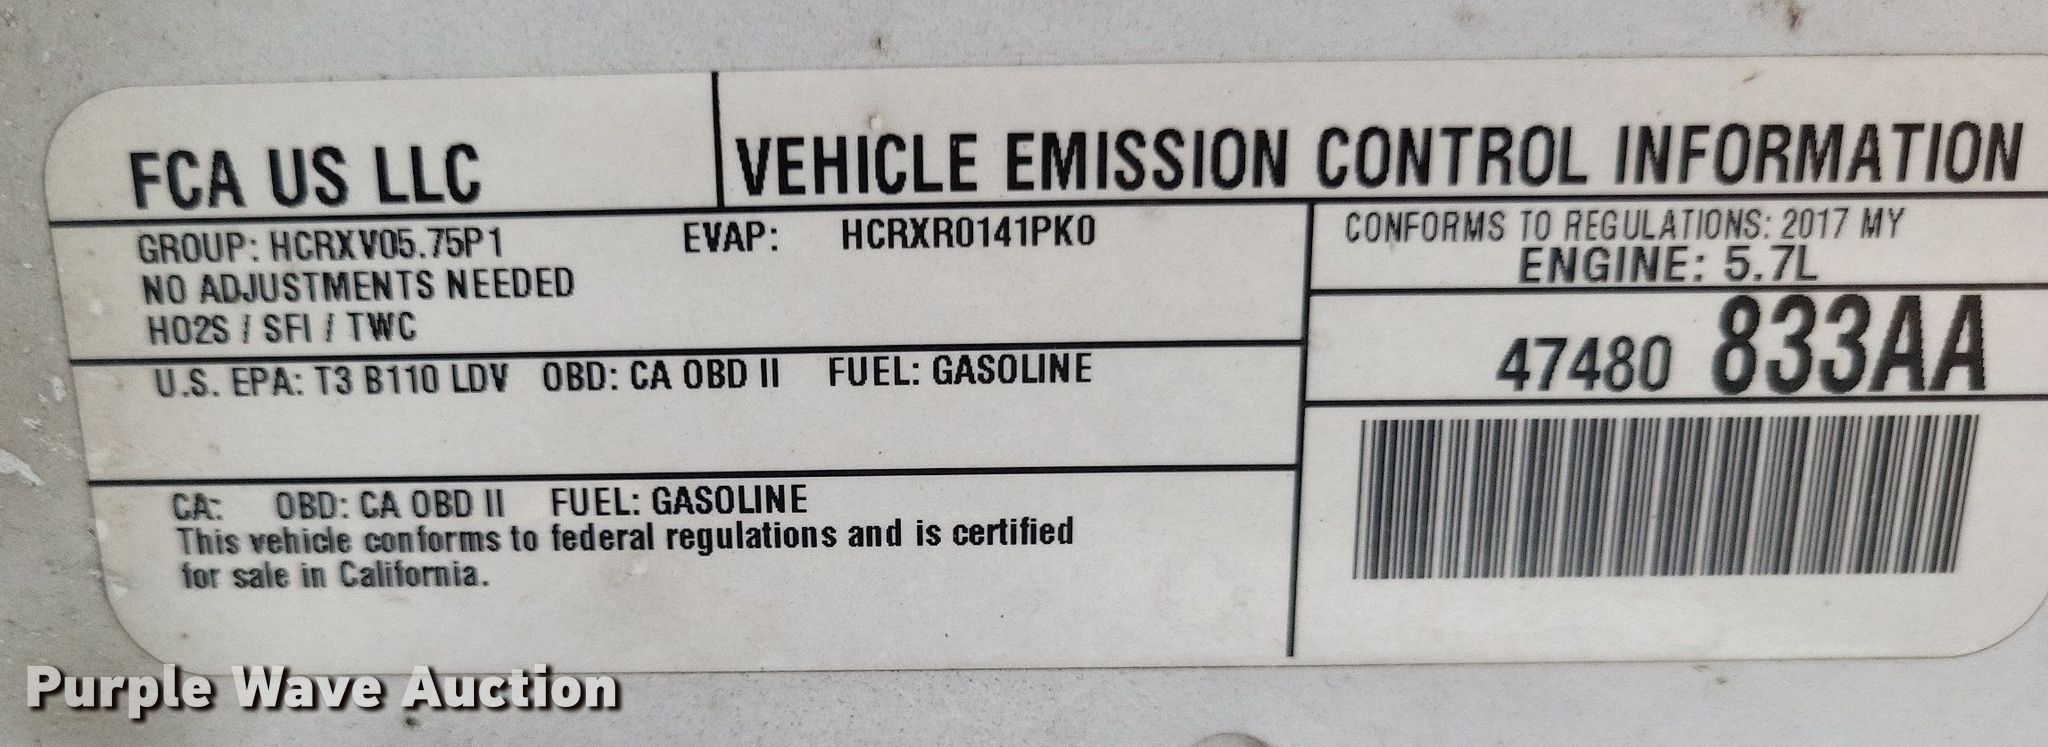 FCA US LLC
VEHICLE EMISSION CONTROL INFORMATION
GROUP: HCRXV05.75P1 EVAP: HCRXR0141PK0
NO ADJUSTMENTS NEEDED
HO2S / SFI / TWC
CONFORMS TO REGULATIONS: 2017 MY
ENGINE: 5.7L
47480 833AA
U.S. EPA: T3 B110 LDV OBD: CA OBD II FUEL: GASOLINE
CA: OBD: CA OBD II FUEL: GASOLINE
This vehicle conforms to federal regulations and is certified
for sale in California.
Purple Wave Auction